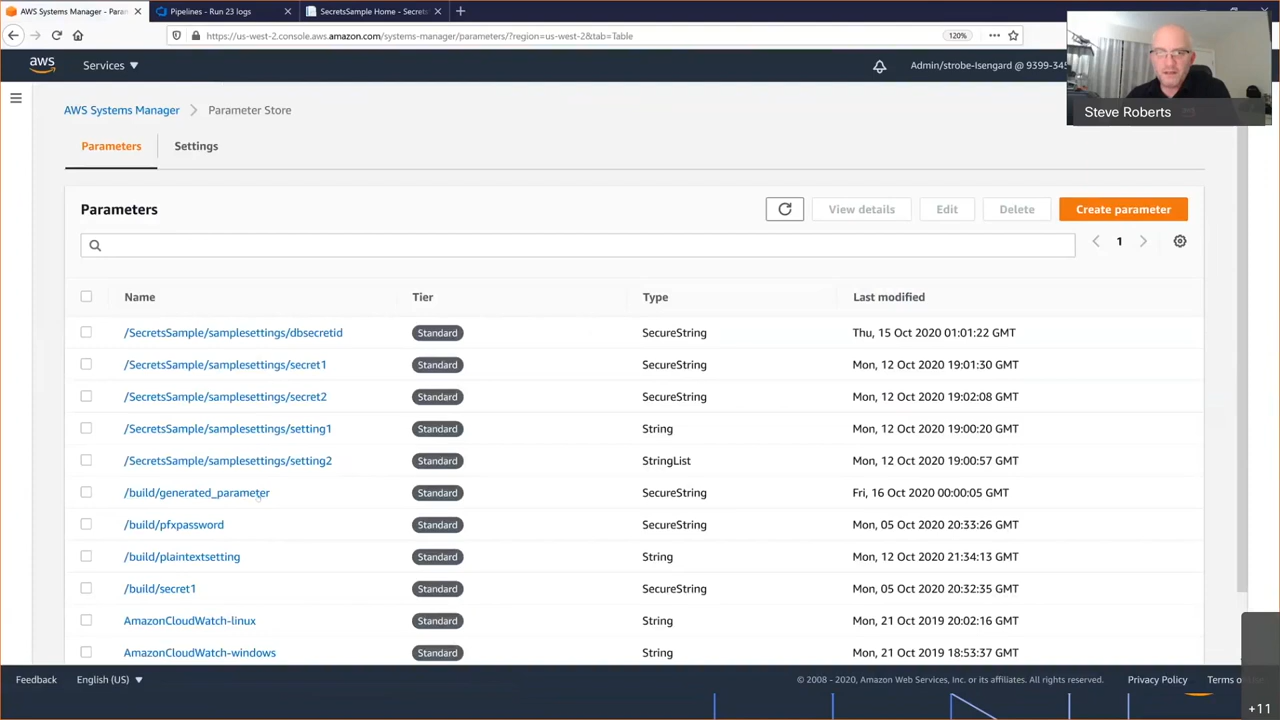 AWS Systems Manager - Para
Pipelines - Run 23 logs
SecretsSample Home - Secrets
https://us-west-2.console.aws.amazon.com/systems-manager/parameters/?region=us-west-2&tab=Table
120%
aws
Services
Admin/strobe-Isengard @ 9399-345
Steve Roberts
AWS Systems Manager
Parameter Store
Parameters
Settings
Parameters
View details
Edit
Delete
Create parameter
1
Name Tier Type Last modified
/SecretsSample/samplesettings/dbsecretid Standard SecureString Thu, 15 Oct 2020 01:01:22 GMT
/SecretsSample/samplesettings/secret1 Standard SecureString Mon, 12 Oct 2020 19:01:30 GMT
/SecretsSample/samplesettings/secret2 Standard SecureString Mon, 12 Oct 2020 19:02:08 GMT
/SecretsSample/samplesettings/setting1 Standard String Mon, 12 Oct 2020 19:00:20 GMT
/SecretsSample/samplesettings/setting2 Standard StringList Mon, 12 Oct 2020 19:00:57 GMT
/build/generated_parameter Standard SecureString Fri, 16 Oct 2020 00:00:05 GMT
/build/pfxpassword Standard SecureString Mon, 05 Oct 2020 20:33:26 GMT
/build/plaintextsetting Standard String Mon, 12 Oct 2020 21:34:13 GMT
/build/secret1 Standard SecureString Mon, 05 Oct 2020 20:32:35 GMT
AmazonCloudWatch-linux Standard String Mon, 21 Oct 2019 20:02:16 GMT
AmazonCloudWatch-windows Standard String Mon, 21 Oct 2019 18:53:37 GMT
Feedback
English (US)
© 2008 - 2020, Amazon Web Services, Inc. or its affiliates. All rights reserved.
Privacy Policy
Terms o
+11